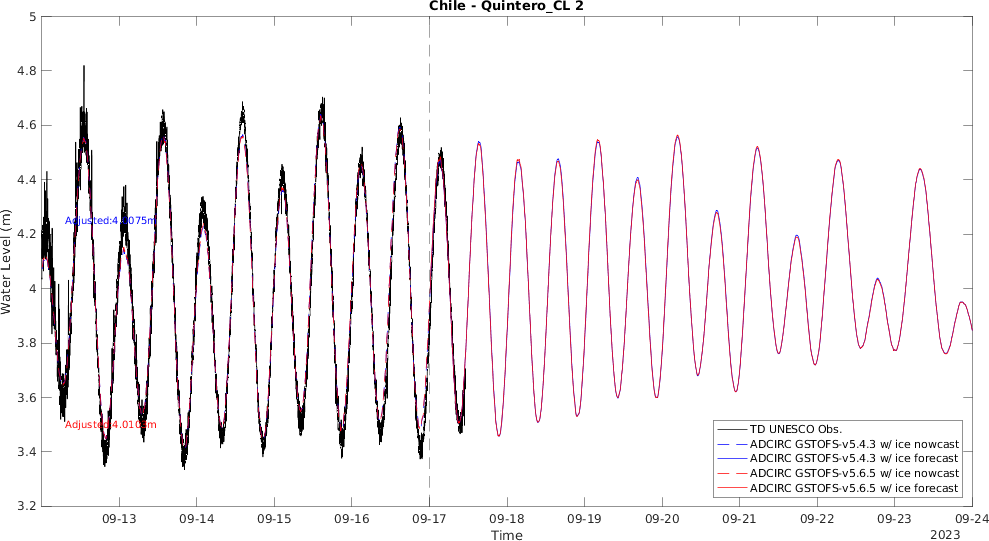 Chile - Quintero_CL 2
5
4.8
4.6
4.4
4.2
4
3.8
3.6
3.4
3.2
Water Level (m)
09-13
09-14
09-15
09-16
09-17
09-18
09-19
09-20
09-21
09-22
09-23
09-24
2023
Time
TD UNESCO Obs.
ADCIRC GSTOFS-v5.4.3 w/ ice nowcast
ADCIRC GSTOFS-v5.4.3 w/ ice forecast
ADCIRC GSTOFS-v5.6.5 w/ ice nowcast
ADCIRC GSTOFS-v5.6.5 w/ ice forecast